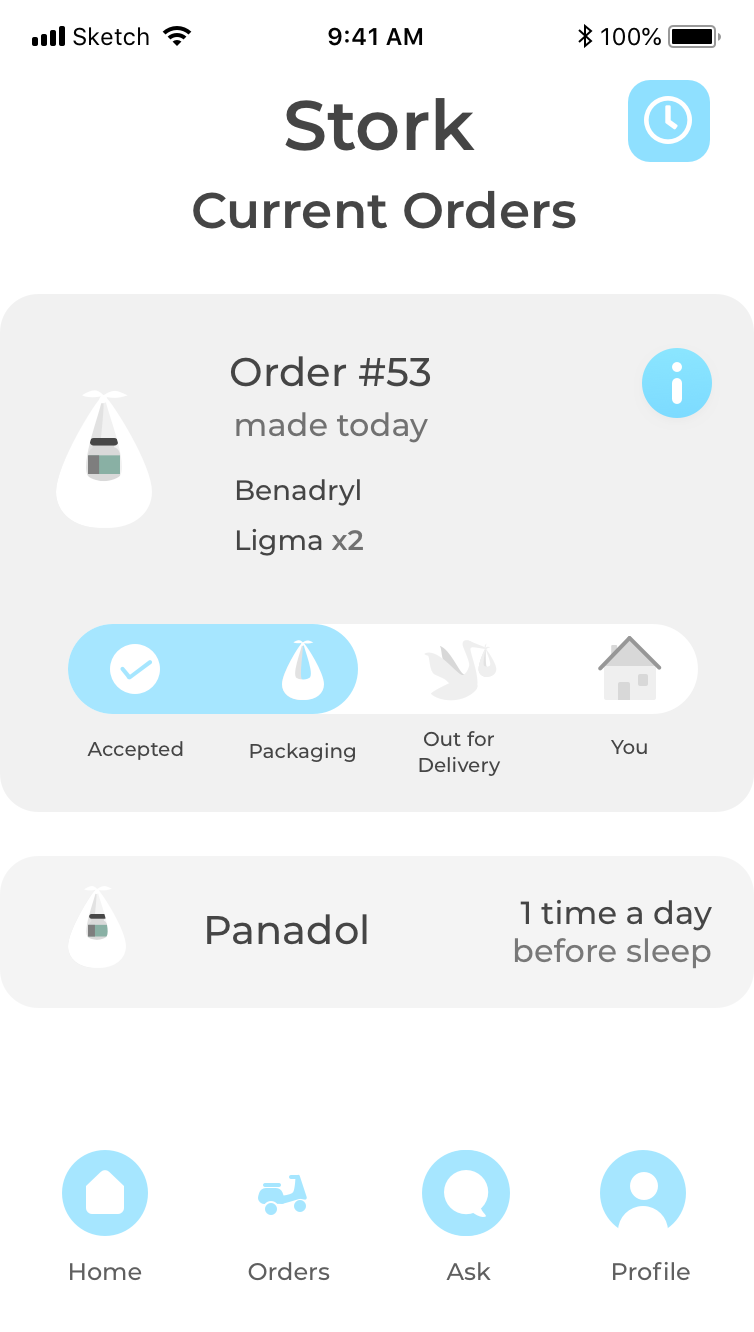 Sketch 9:41 AM 100%
Stork
Current Orders
Order #53
made today
Benadryl
Ligma x2
Accepted Packaging Out for Delivery You
Panadol
1 time a day
before sleep
Home Orders Ask Profile